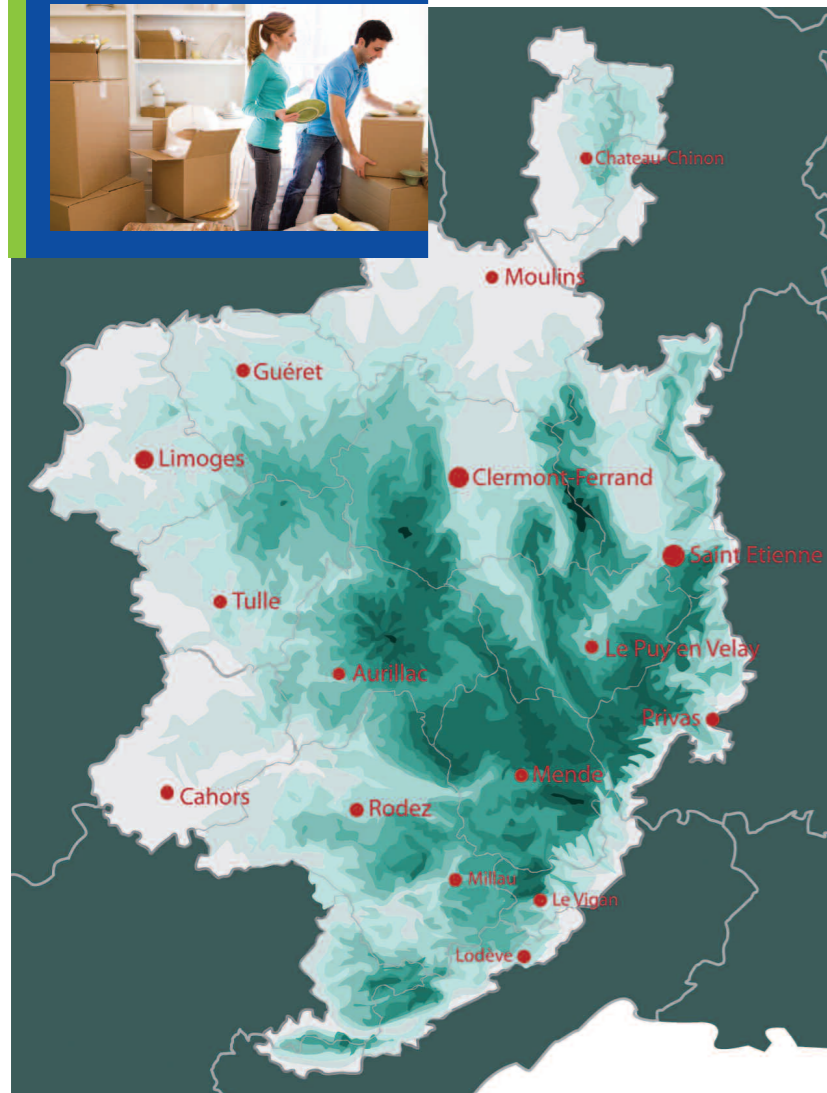 Chateau-Chinon
Moulins
Guéret
Limoges
Clermont-Ferrand
Saint Etienne
Tulle
Le Puy en Velay
Aurillac
Privas
Mende
Cahors
Rodez
Millau
Le Vigan
Lodève